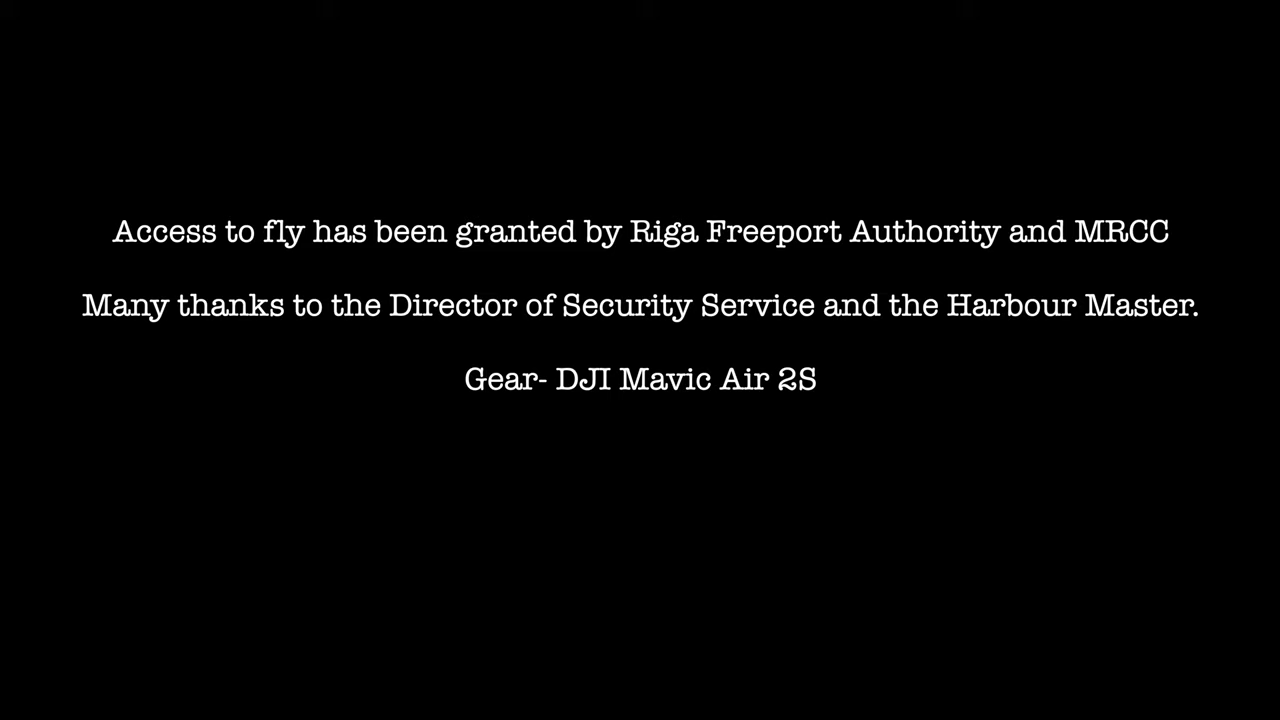 Access to fly has been granted by Riga Freeport Authority and MRCC
Many thanks to the Director of Security Service and the Harbour Master.
Gear- DJI Mavic Air 2S